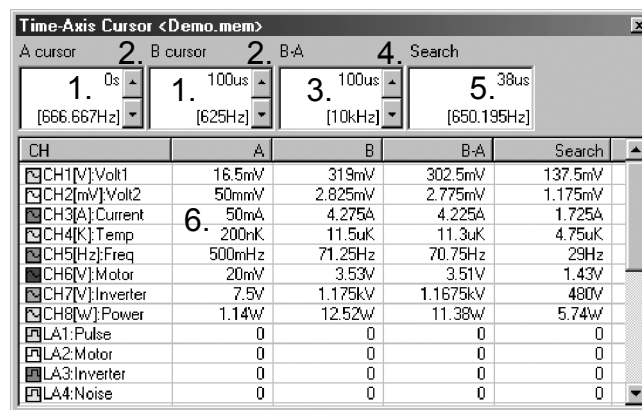 Time-Axis Cursor <Demo.mem>
A cursor 2. B cursor 2. B-A 4. Search
1. 0s 1. 100us 3. 100us 5. 38us
[666.667Hz] [625Hz] [10kHz] [650.195Hz]
CH A B B-A Search
CH1[V]:Volt1 16.5mV 319mV 302.5mV 137.5mV
CH2[mV]:Volt2 50mmV 2.825mV 2.775mV 1.175mV
CH3[A]:Current 6. 50mA 4.275A 4.225A 1.725A
CH4[K]:Temp 200nK 11.5uK 11.3uK 4.75uK
CH5[Hz]:Freq 500mHz 71.25Hz 70.75Hz 29Hz
CH6[V]:Motor 20mV 3.53V 3.51V 1.43V
CH7[V]:Inverter 7.5V 1.175kV 1.1675kV 480V
CH8[W]:Power 1.14W 12.52W 11.38W 5.74W
LA1:Pulse 0 0 0 0
LA2:Motor 0 0 0 0
LA3:Inverter 0 0 0 0
LA4:Noise 0 0 0 0